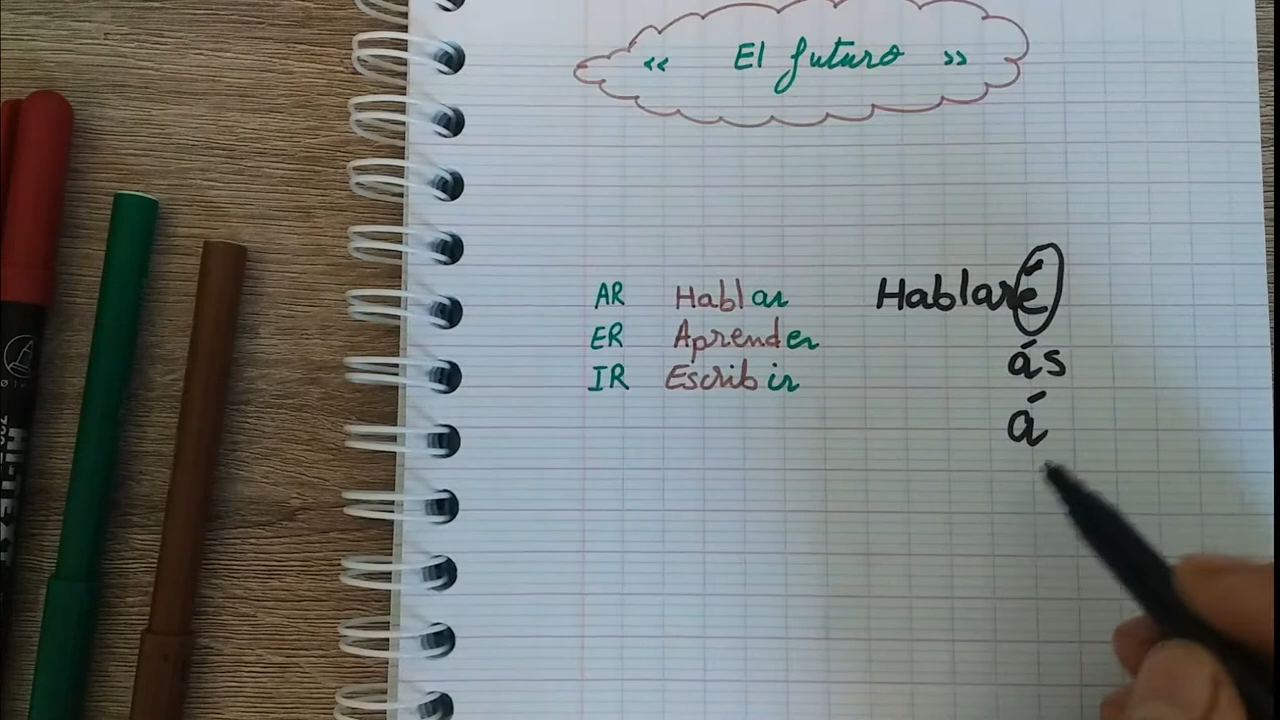 « El futuro »
AR Hablar Hablaré
ER Aprender ás
IR Escribir á